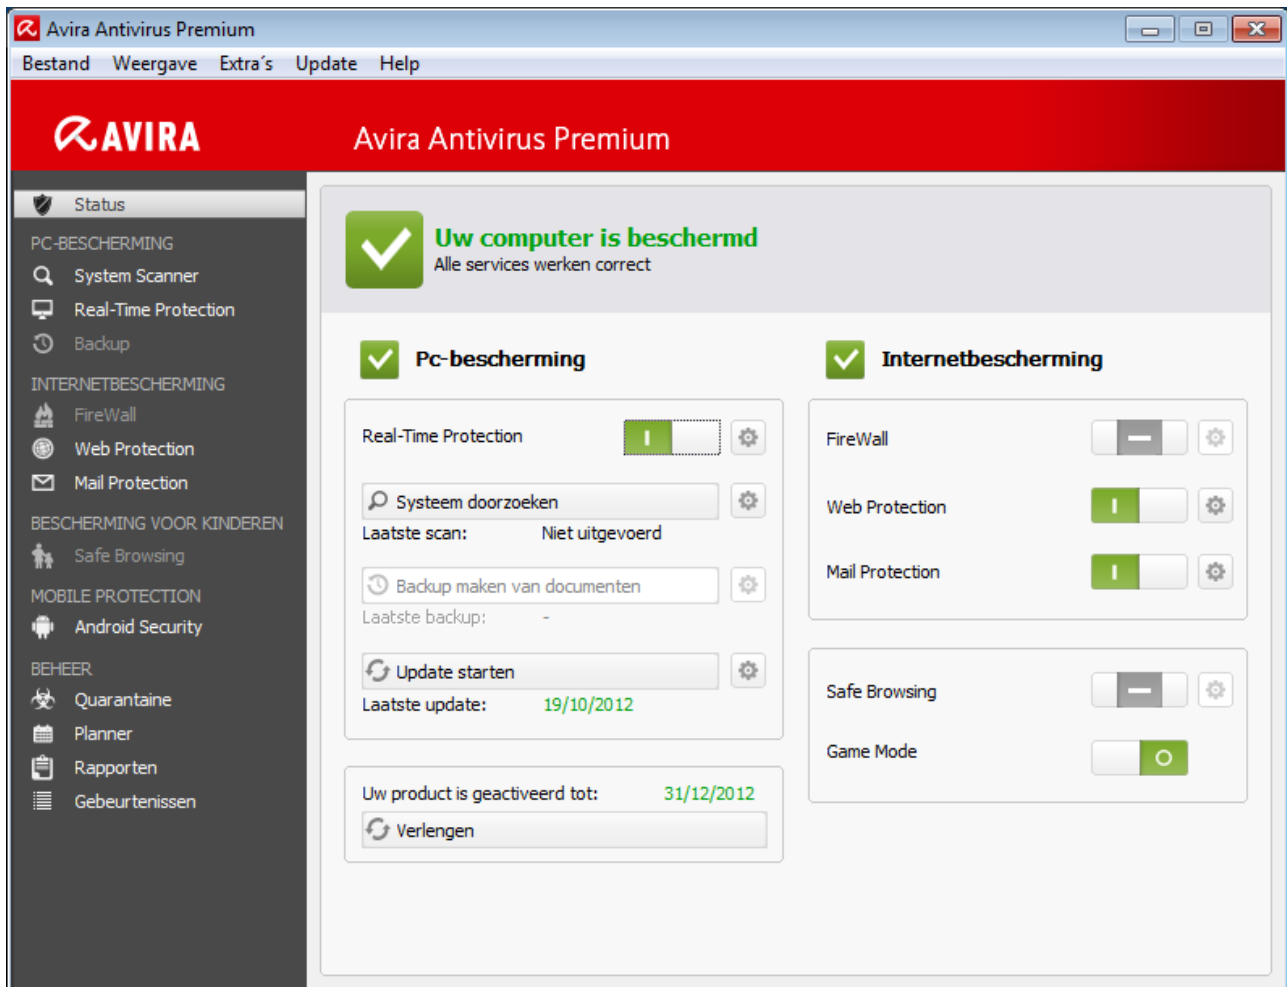 Avira Antivirus Premium
Bestand Weergave Extra´s Update Help
AVIRA
Avira Antivirus Premium
Status
PC-BESCHERMING
System Scanner
Real-Time Protection
Backup
INTERNETBESCHERMING
FireWall
Web Protection
Mail Protection
BESCHERMING VOOR KINDEREN
Safe Browsing
MOBILE PROTECTION
Android Security
BEHEER
Quarantaine
Planner
Rapporten
Gebeurtenissen
Uw computer is beschermd
Alle services werken correct
Pc-bescherming
Real-Time Protection
Systeem doorzoeken
Laatste scan: Niet uitgevoerd
Backup maken van documenten
Laatste backup: -
Update starten
Laatste update: 19/10/2012
Uw product is geactiveerd tot: 31/12/2012
Verlengen
Internetbescherming
FireWall
Web Protection
Mail Protection
Safe Browsing
Game Mode